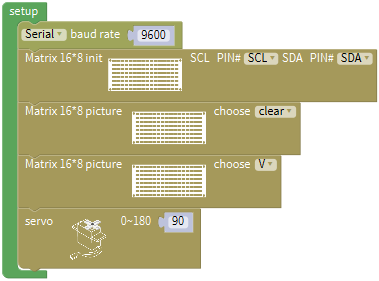 setup
Serial baud rate 9600
Matrix 16*8 init SCL PIN# SCL SDA PIN# SDA
Matrix 16*8 picture choose clear
Matrix 16*8 picture choose V
servo 0~180 90